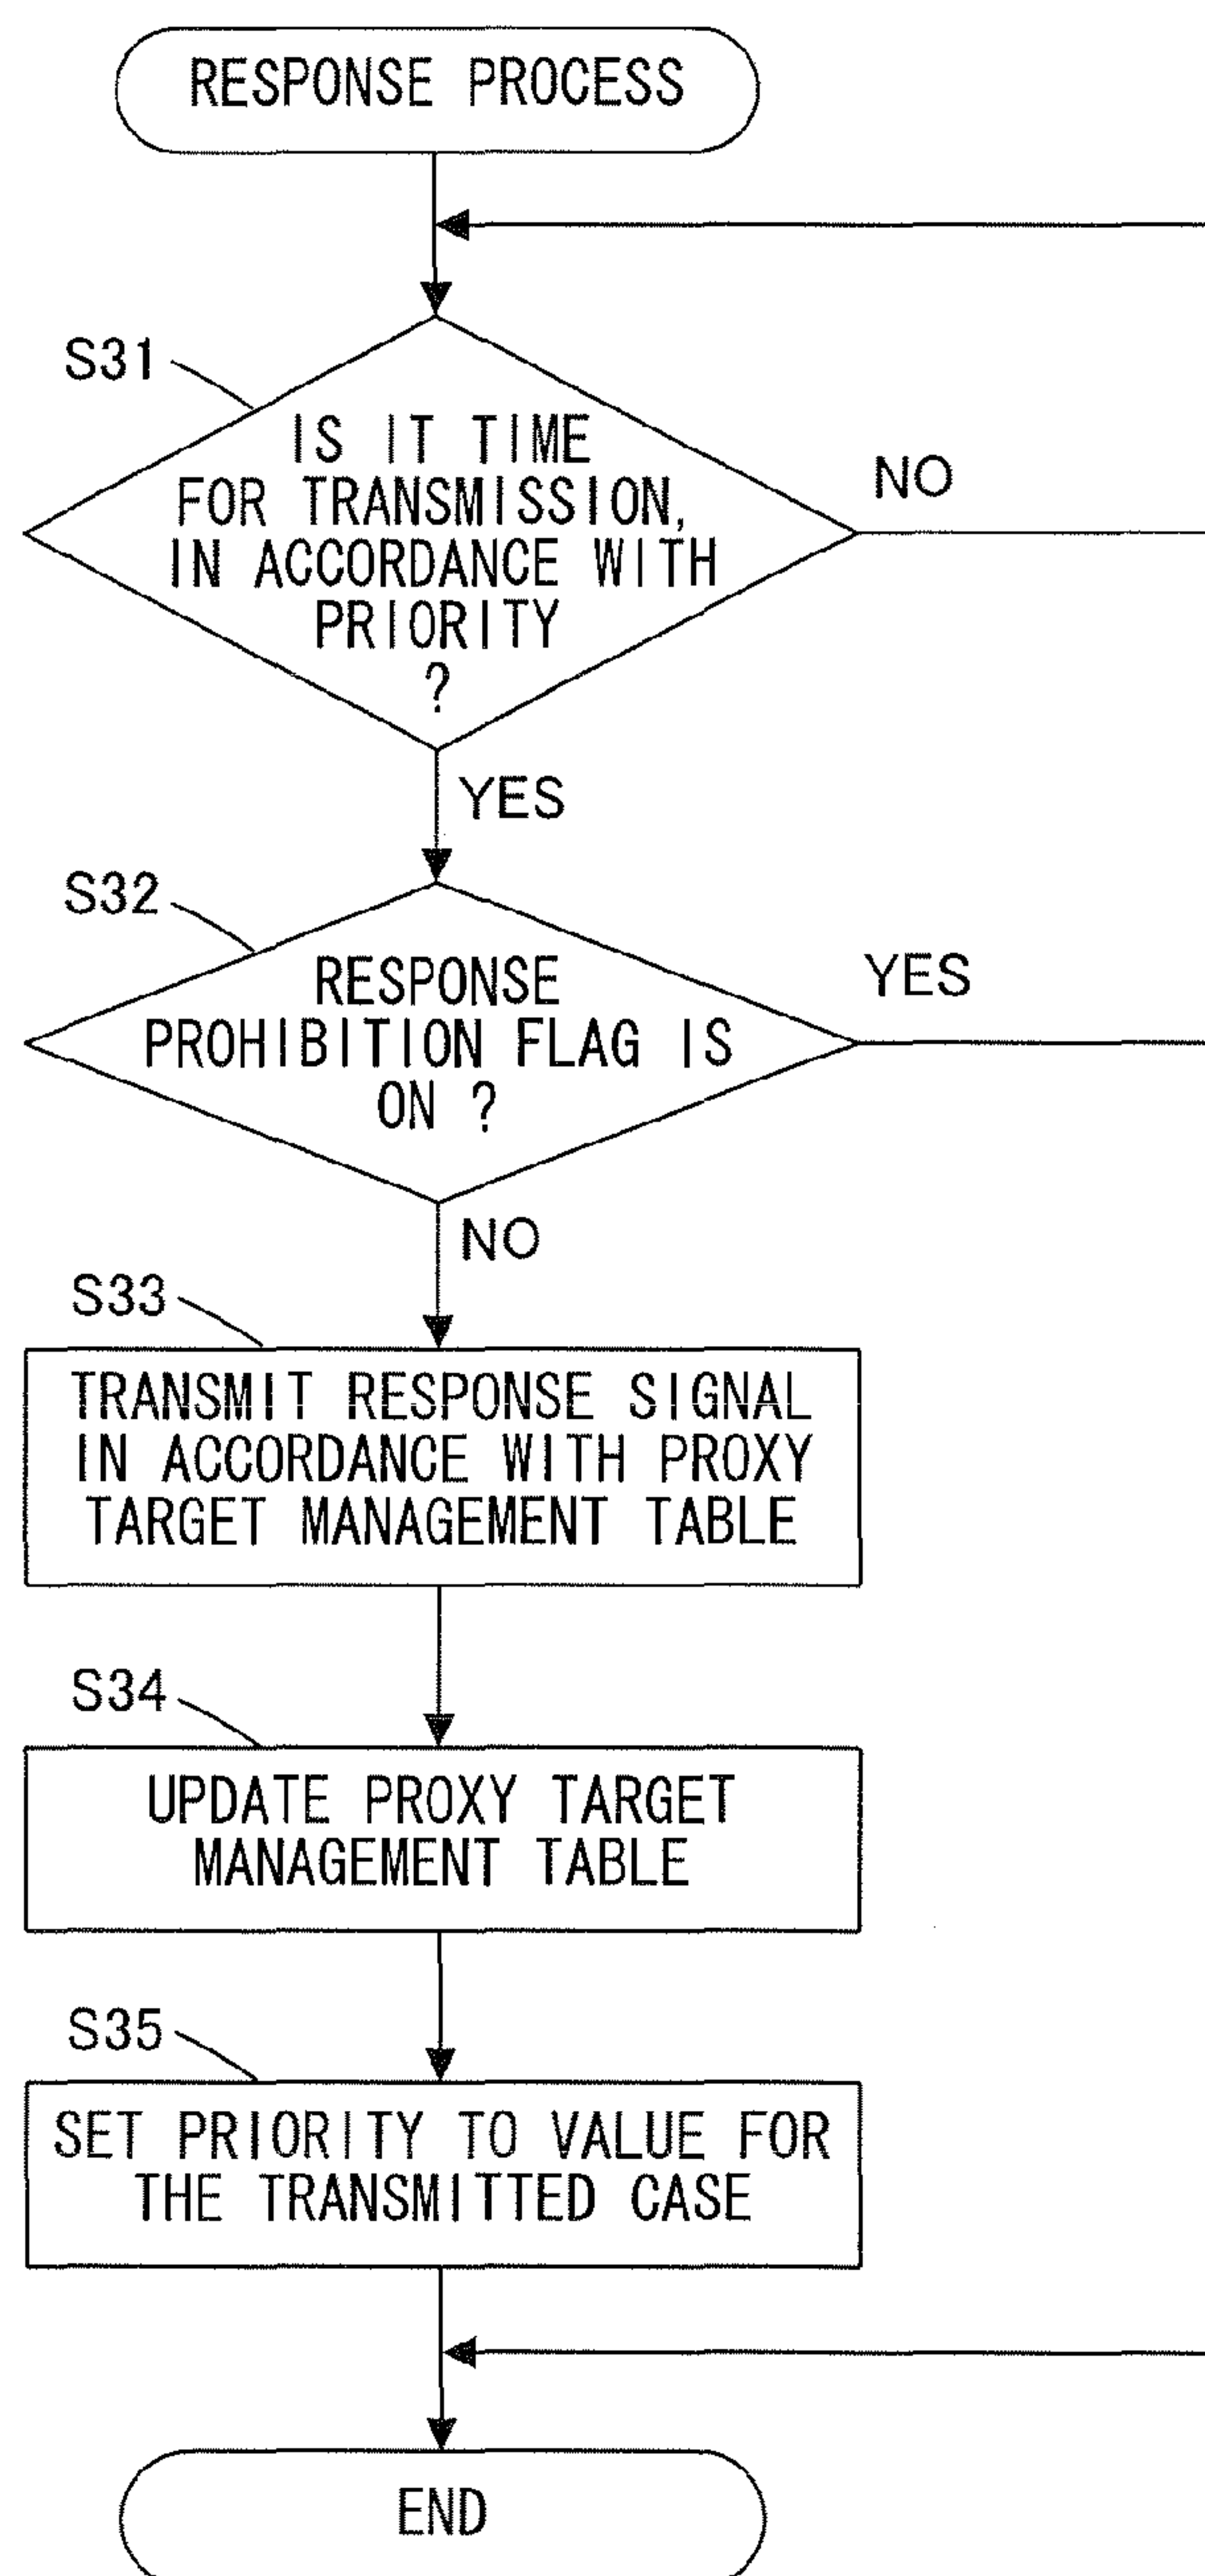 RESPONSE PROCESS
S31
IS IT TIME
FOR TRANSMISSION,
IN ACCORDANCE WITH
PRIORITY
?
NO
YES
S32
RESPONSE
PROHIBITION FLAG IS
ON ?
YES
NO
S33
TRANSMIT RESPONSE SIGNAL
IN ACCORDANCE WITH PROXY
TARGET MANAGEMENT TABLE
S34
UPDATE PROXY TARGET
MANAGEMENT TABLE
S35
SET PRIORITY TO VALUE FOR
THE TRANSMITTED CASE
END